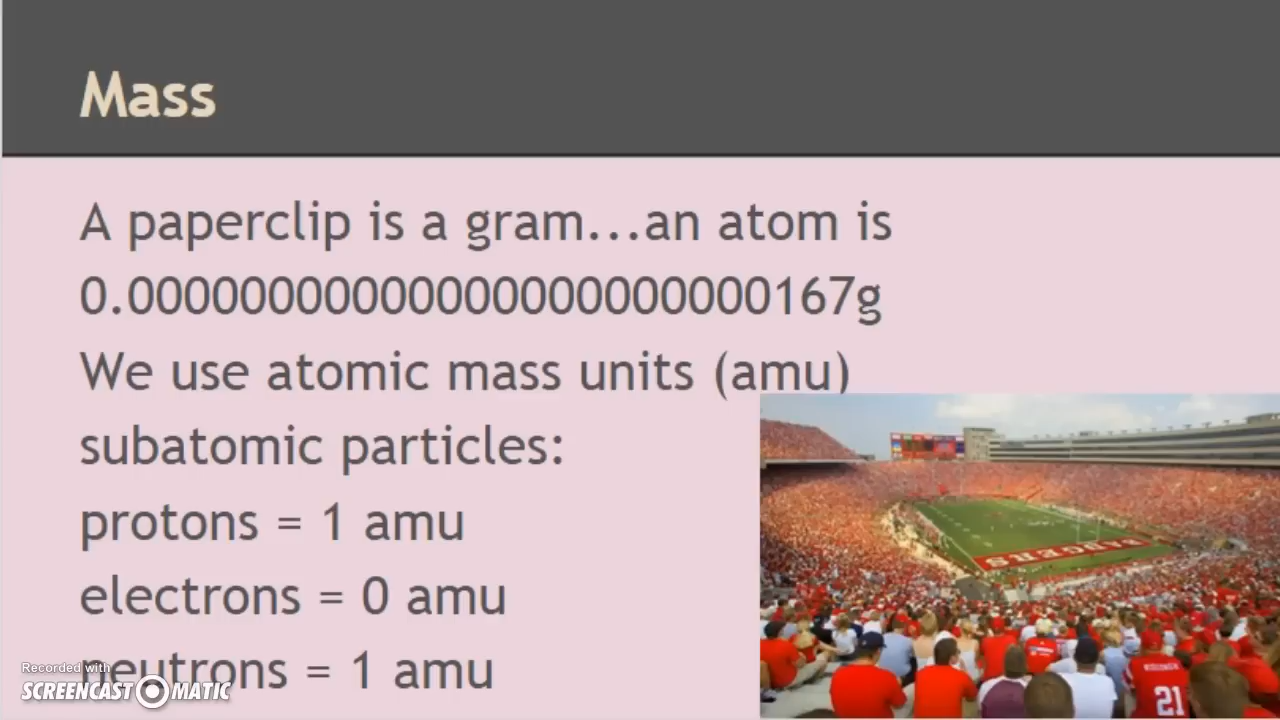 Mass
A paperclip is a gram...an atom is
0.00000000000000000000000167g
We use atomic mass units (amu)
subatomic particles:
protons = 1 amu
electrons = 0 amu
neutrons = 1 amu
BADGERS
21
Recorded with
SCREENCAST-O-MATIC